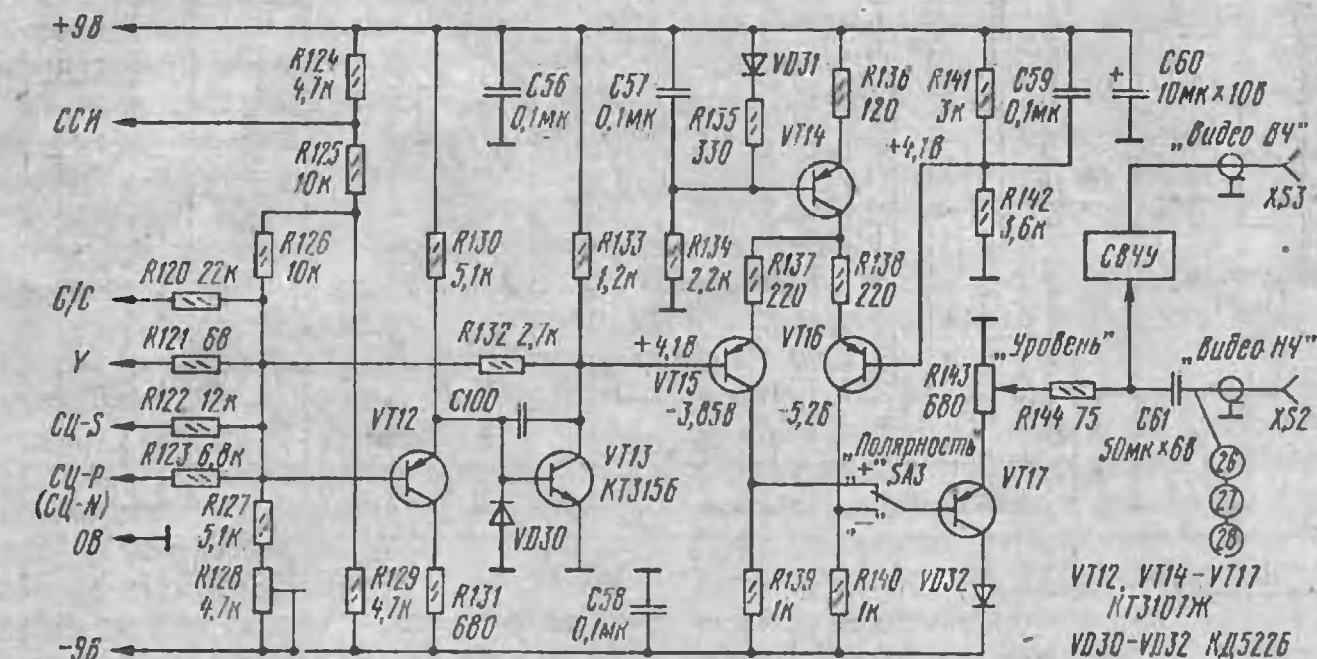 +9В
ССИ
С/С
Y
СЦ-S
СЦ-P
(СЦ-N)
0В
-9В
R120 22к
R121 68
R122 12к
R123 6,8к
R124
4,7к
R125
10к
R126
10к
R127
5,1к
R128
4,7к
R129
4,7к
R130
5,1к
R131
680
VT12
C56
0,1мк
R132 2,7к
C100
VD30
VT13
КТ315Б
R133
1,2к
C57
0,1мк
R134
2,2к
C58
0,1мк
VD31
R135
330
VT14
R136
120
R137
220
R138
220
+4,1В
VT15
-3,85В
VT16
-5,2В
R139
1к
R140
1к
„Полярность"
„+" SA3
„–"
+4,1В
R141
3к
C59
0,1мк
R142
3,6к
C60
10мк×10В
„Уровень"
R143
680
R144 75
VT17
VD32
СВЧУ
„Видео ВЧ"
XS3
„Видео НЧ"
XS2
C61
50мк×6В
26
27
28
VT12, VT14-VT17
КТ3107Ж
VD30-VD32 КД522Б